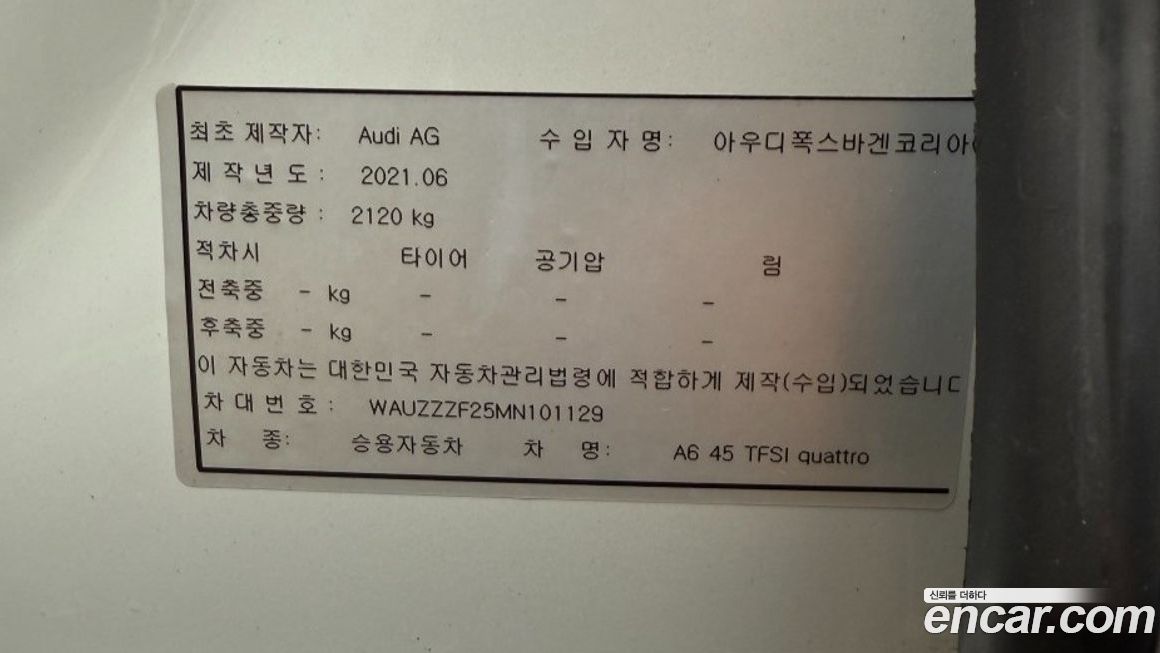 최초 제작자: Audi AG 수 입 자 명: 아우디폭스바겐코리아
제 작 년 도 : 2021.06
차량총중량 : 2120 kg
적차시 타이어 공기압 림
전축중 - kg - - -
후축중 - kg - - -
이 자동차는 대한민국 자동차관리법령에 적합하게 제작(수입)되었습니
차 대 번 호 : WAUZZZF25MN101129
차 종: 승용자동차 차 명: A6 45 TFSI quattro
신뢰를 더하다
encar.com